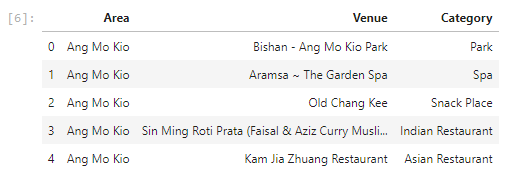 [6]:
Area Venue Category
0 Ang Mo Kio Bishan - Ang Mo Kio Park Park
1 Ang Mo Kio Aramsa ~ The Garden Spa Spa
2 Ang Mo Kio Old Chang Kee Snack Place
3 Ang Mo Kio Sin Ming Roti Prata (Faisal & Aziz Curry Musli... Indian Restaurant
4 Ang Mo Kio Kam Jia Zhuang Restaurant Asian Restaurant